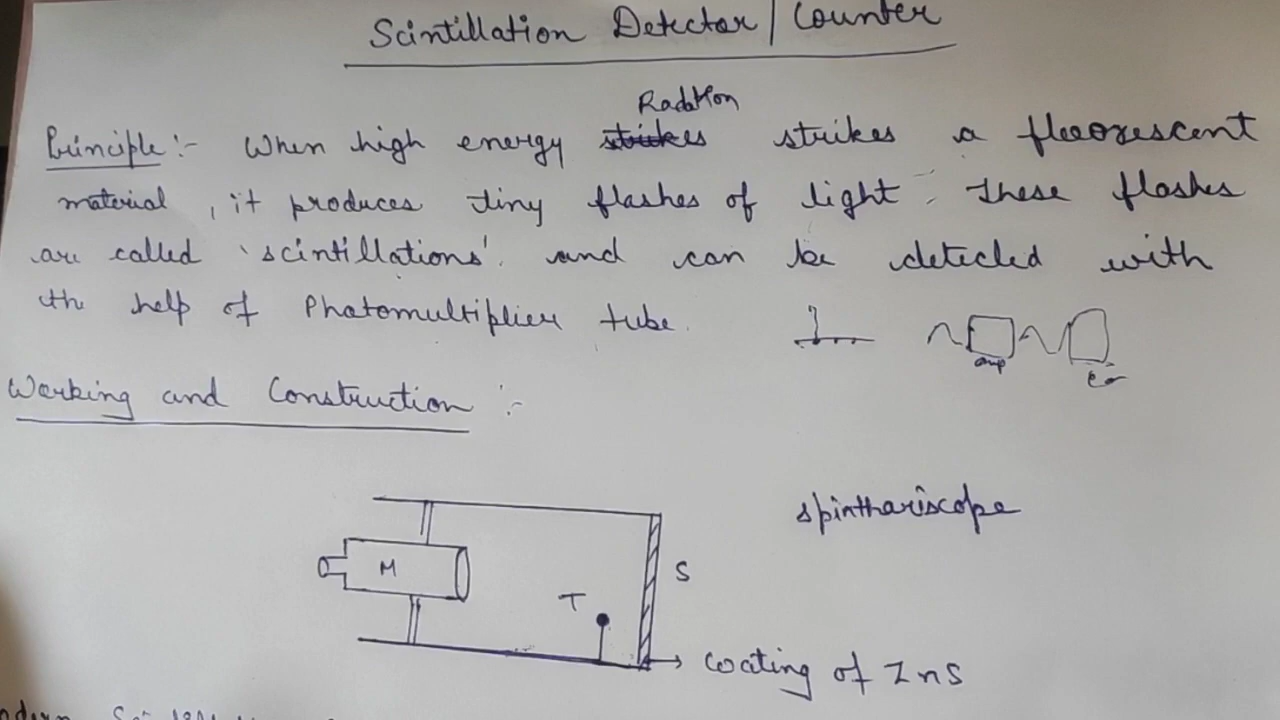 Scintillation Detector / Counter
Radation
Principle :- When high energy strikes strikes a fluorescent
material, it produces tiny flashes of light. These flashes
are called 'scintillations' and can be detected with
the help of Photomultiplier tube.
amp
Working and Construction :-
spinthariscope
M
S
T
Coating of ZnS